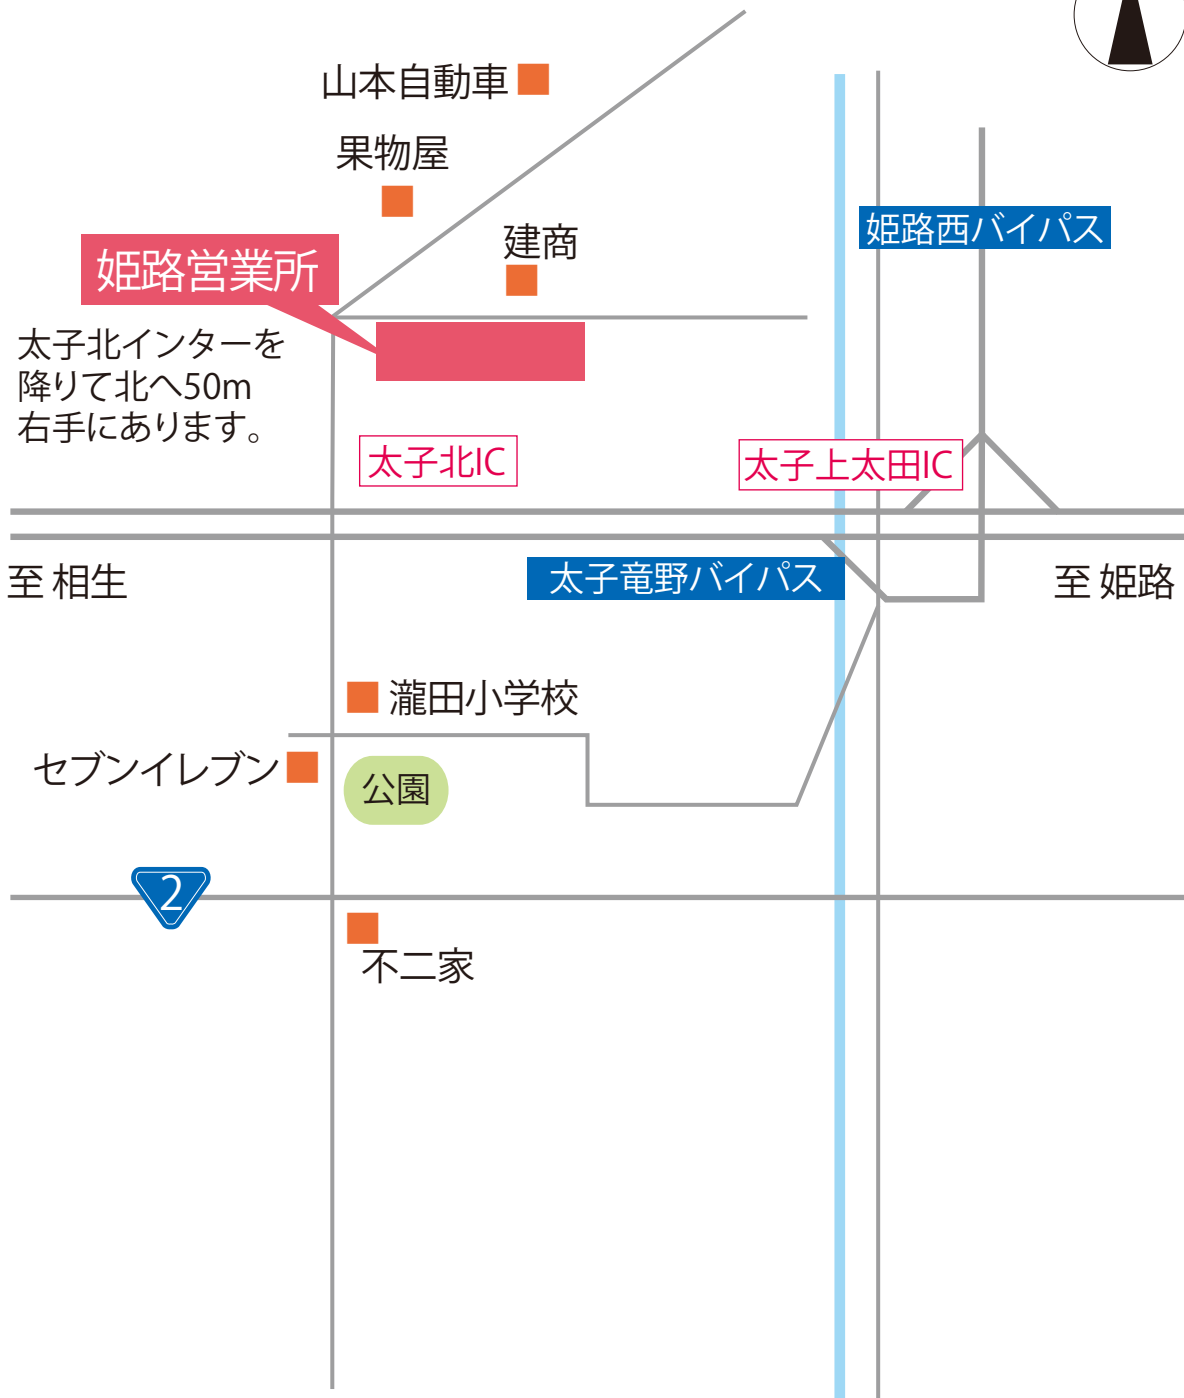 山本自動車
果物屋
建商
姫路西バイパス
姫路営業所
太子北インターを
降りて北へ50m
右手にあります。
太子北IC
太子上太田IC
至 相生
太子竜野バイパス
至 姫路
瀧田小学校
セブンイレブン
公園
2
不二家